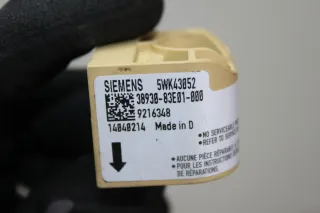 SIEMENS 5WK43052
38930-83E01-000
9216348
14040214 Made in D
• NO SERVICEABLE
• REFER TO
• AUCUNE PIÈCE
• POUR LES INSTRUCTIONS
DE RÉPARATIONS.